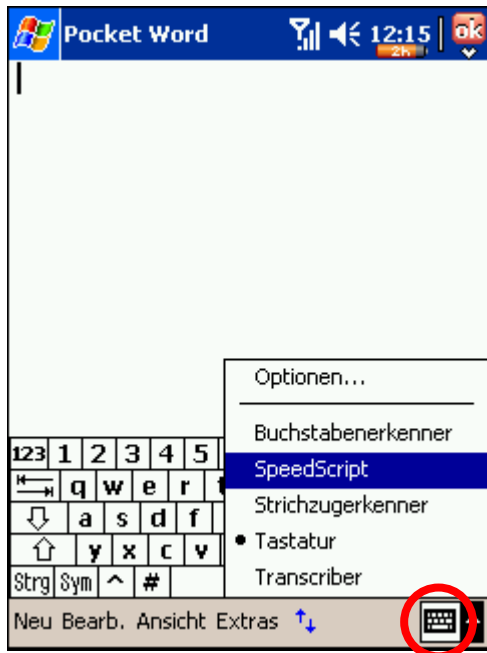 Pocket Word 12:15 ok
2h
Optionen...
Buchstabenerkenner
SpeedScript
Strichzugerkenner
Tastatur
Transcriber
123 1 2 3 4 5
q w e r t
a s d f
y x c v
Strg Sym ^ #
Neu Bearb. Ansicht Extras